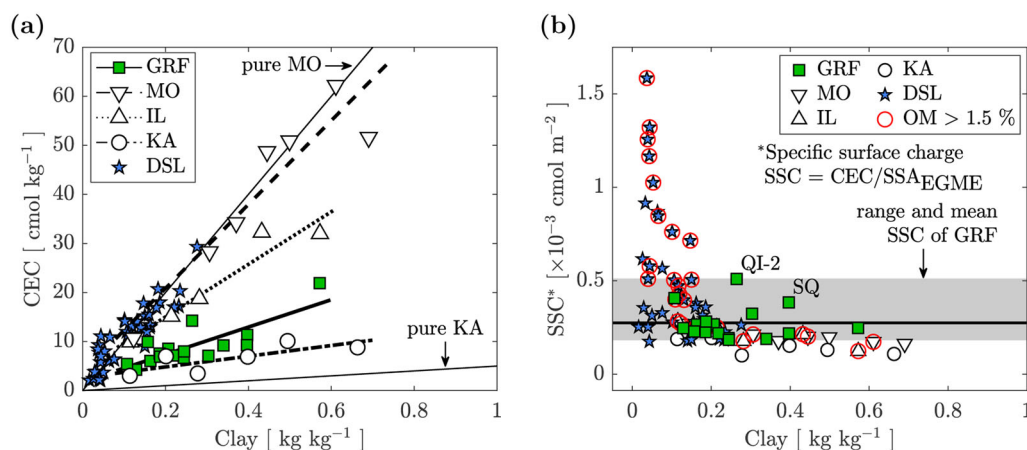 (a)
70
60
50
40
30
20
10
0
CEC [ cmol kg⁻¹ ]
0
0.2
0.4
0.6
0.8
1
Clay [ kg kg⁻¹ ]
GRF
MO
IL
KA
DSL
pure MO
pure KA
(b)
1.5
1
0.5
0
SSC* [×10⁻³ cmol m⁻²]
0
0.2
0.4
0.6
0.8
1
Clay [ kg kg⁻¹ ]
GRF KA
MO DSL
IL OM > 1.5 %
*Specific surface charge
SSC = CEC/SSA_EGME
range and mean
SSC of GRF
QI-2
SQ